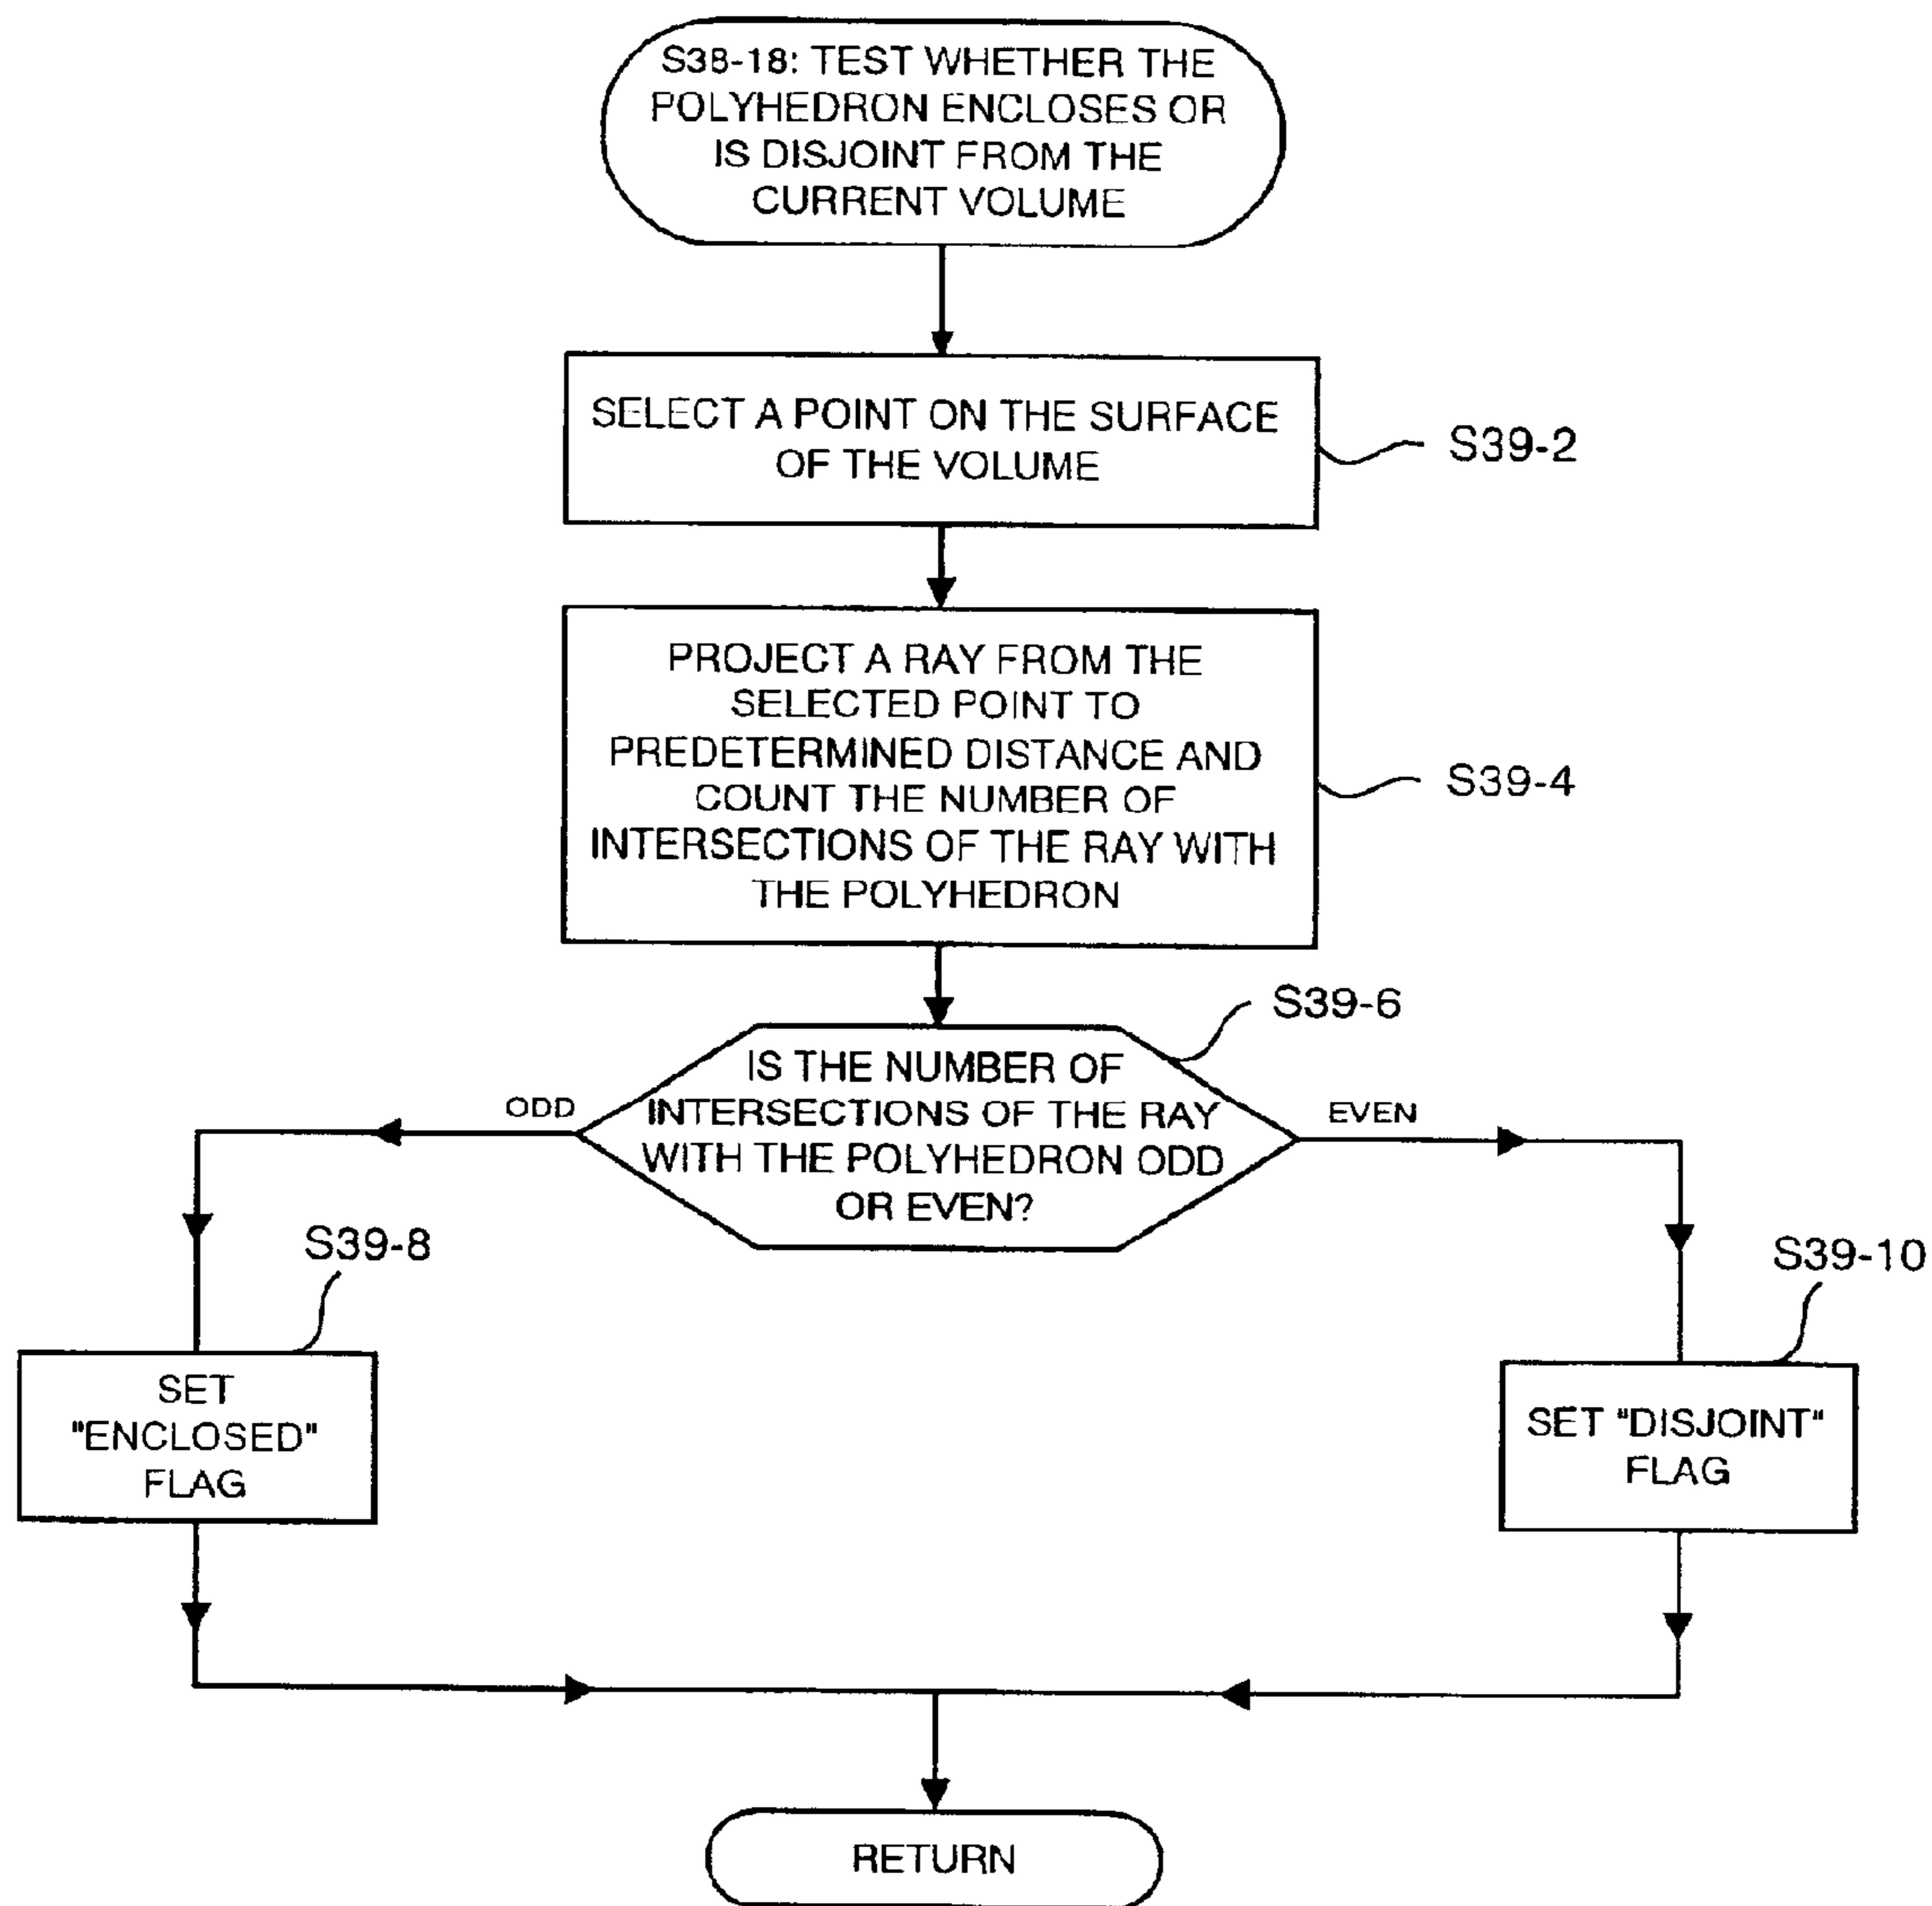 S38-18: TEST WHETHER THE
POLYHEDRON ENCLOSES OR
IS DISJOINT FROM THE
CURRENT VOLUME
SELECT A POINT ON THE SURFACE
OF THE VOLUME
S39-2
PROJECT A RAY FROM THE
SELECTED POINT TO
PREDETERMINED DISTANCE AND
COUNT THE NUMBER OF
INTERSECTIONS OF THE RAY WITH
THE POLYHEDRON
S39-4
S39-6
IS THE NUMBER OF
INTERSECTIONS OF THE RAY
WITH THE POLYHEDRON ODD
OR EVEN?
ODD
EVEN
S39-8
S39-10
SET
"ENCLOSED"
FLAG
SET "DISJOINT"
FLAG
RETURN